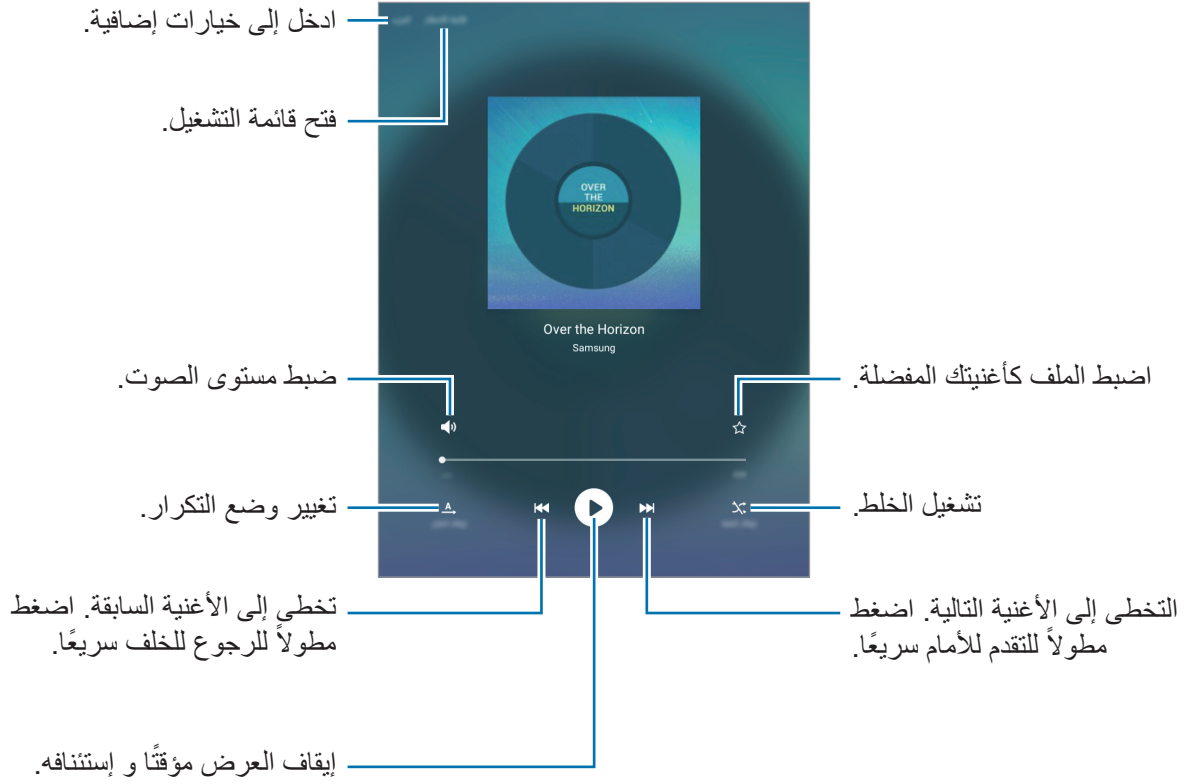 ادخل إلى خيارات إضافية.
فتح قائمة التشغيل.
OVER
THE
HORIZON
Over the Horizon
Samsung
اضبط الملف كأغنيتك المفضلة.
ضبط مستوى الصوت.
تشغيل الخلط.
تغيير وضع التكرار.
A
التخطى إلى الأغنية التالية. اضغط
مطولاً للتقدم للأمام سريعًا.
تخطى إلى الأغنية السابقة. اضغط
مطولاً للرجوع للخلف سريعًا.
إيقاف العرض مؤقتًا و إستئنافه.